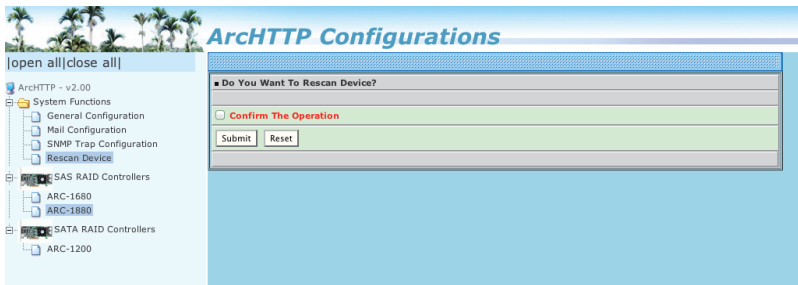 ArcHTTP Configurations
|open all|close all|
ArcHTTP - v2.00
System Functions
General Configuration
Mail Configuration
SNMP Trap Configuration
Rescan Device
SAS RAID Controllers
ARC-1680
ARC-1880
SATA RAID Controllers
ARC-1200
Do You Want To Rescan Device?
Confirm The Operation
Submit Reset